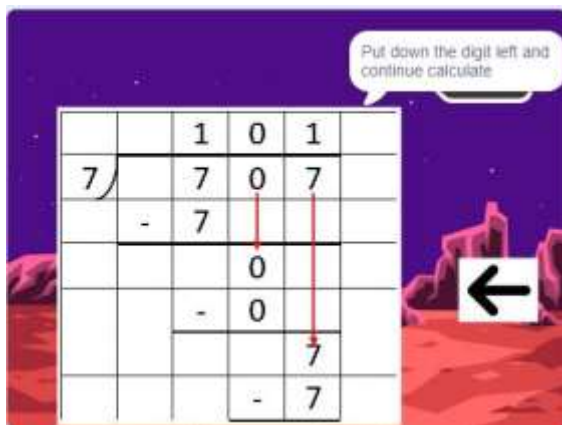 Put down the digit left and
continue calculate
1 0 1
7 7 0 7
- 7
0
- 0
7
- 7